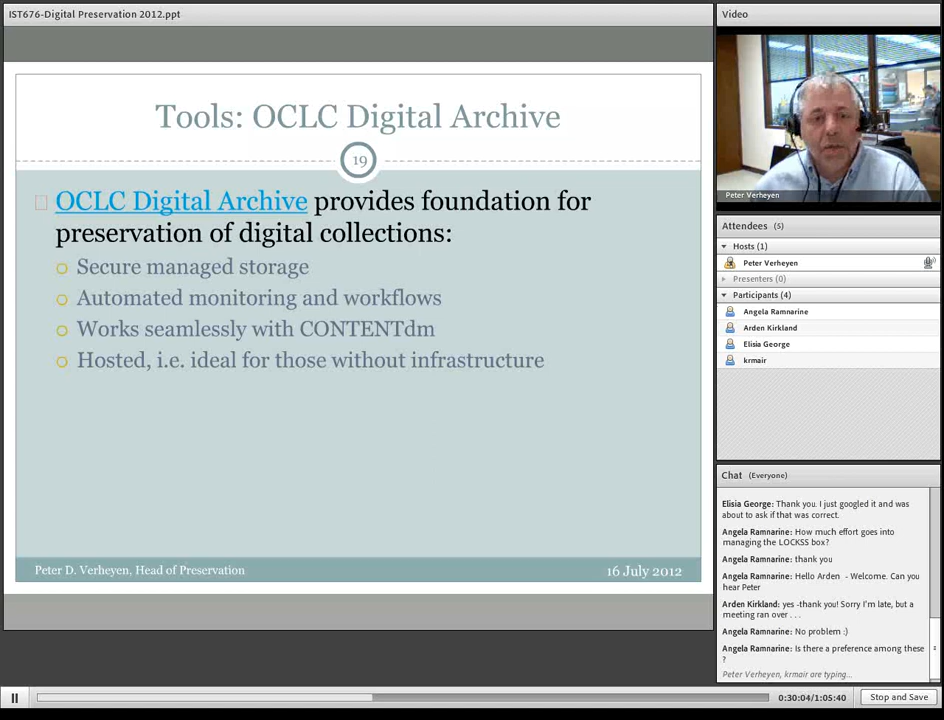 IST676-Digital Preservation 2012.ppt
Tools: OCLC Digital Archive
19
OCLC Digital Archive provides foundation for
preservation of digital collections:
Secure managed storage
Automated monitoring and workflows
Works seamlessly with CONTENTdm
Hosted, i.e. ideal for those without infrastructure
Peter D. Verheyen, Head of Preservation
16 July 2012
Video
Peter Verheyen
Attendees (5)
Hosts (1)
Peter Verheyen
Presenters (0)
Participants (4)
Angela Ramnarine
Arden Kirkland
Elisia George
krmair
Chat (Everyone)
Elisia George: Thank you. I just googled it and was
about to ask if that was correct.
Angela Ramnarine: How much effort goes into
managing the LOCKSS box?
Angela Ramnarine: thank you
Angela Ramnarine: Hello Arden - Welcome. Can you
hear Peter
Arden Kirkland: yes -thank you! Sorry I'm late, but a
meeting ran over . . .
Angela Ramnarine: No problem :)
Angela Ramnarine: Is there a preference among these
?
Peter Verheyen, krmair are typing...
0:30:04/1:05:40
Stop and Save